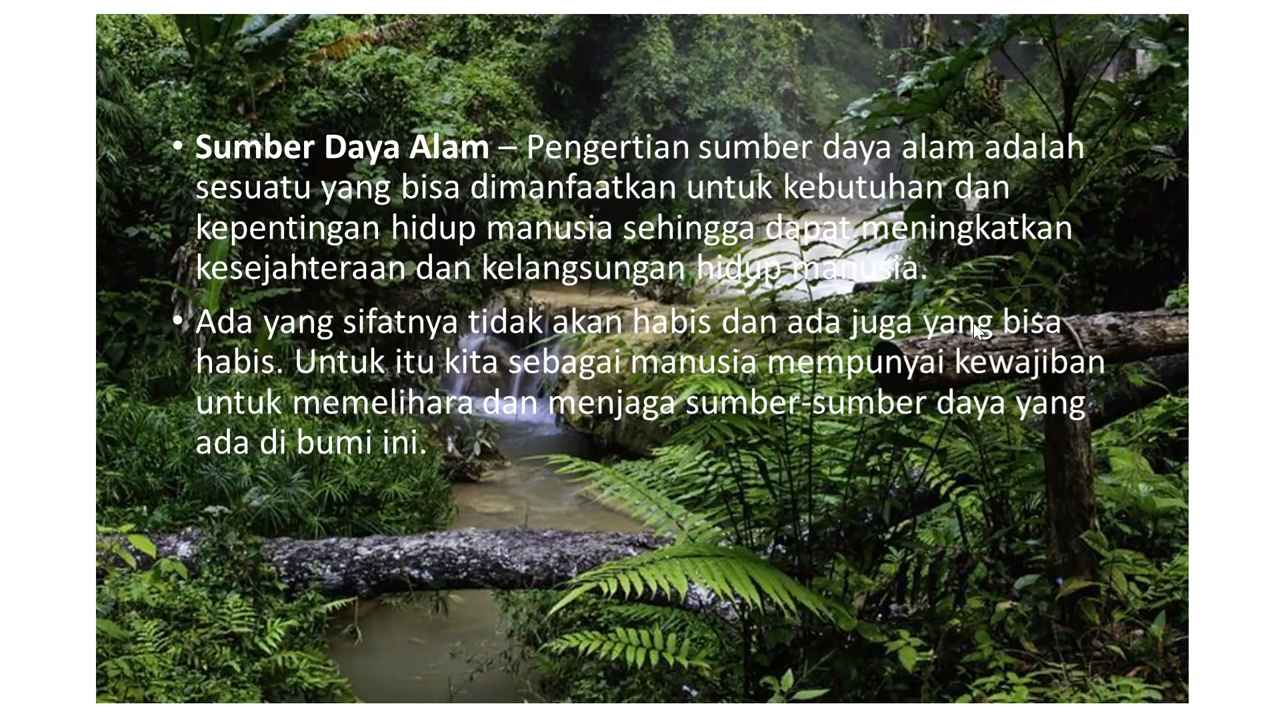 • Sumber Daya Alam – Pengertian sumber daya alam adalah
sesuatu yang bisa dimanfaatkan untuk kebutuhan dan
kepentingan hidup manusia sehingga dapat meningkatkan
kesejahteraan dan kelangsungan hidup manusia.
• Ada yang sifatnya tidak akan habis dan ada juga yang bisa
habis. Untuk itu kita sebagai manusia mempunyai kewajiban
untuk memelihara dan menjaga sumber-sumber daya yang
ada di bumi ini.